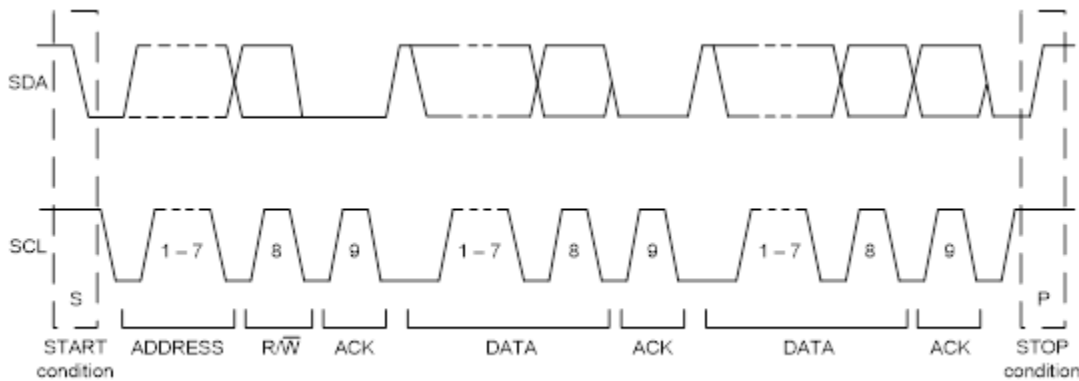 SDA
SCL
1 – 7
8
9
1 – 7
8
9
1 – 7
8
9
S
P
START
condition
ADDRESS
R/W̅
ACK
DATA
ACK
DATA
ACK
STOP
condition